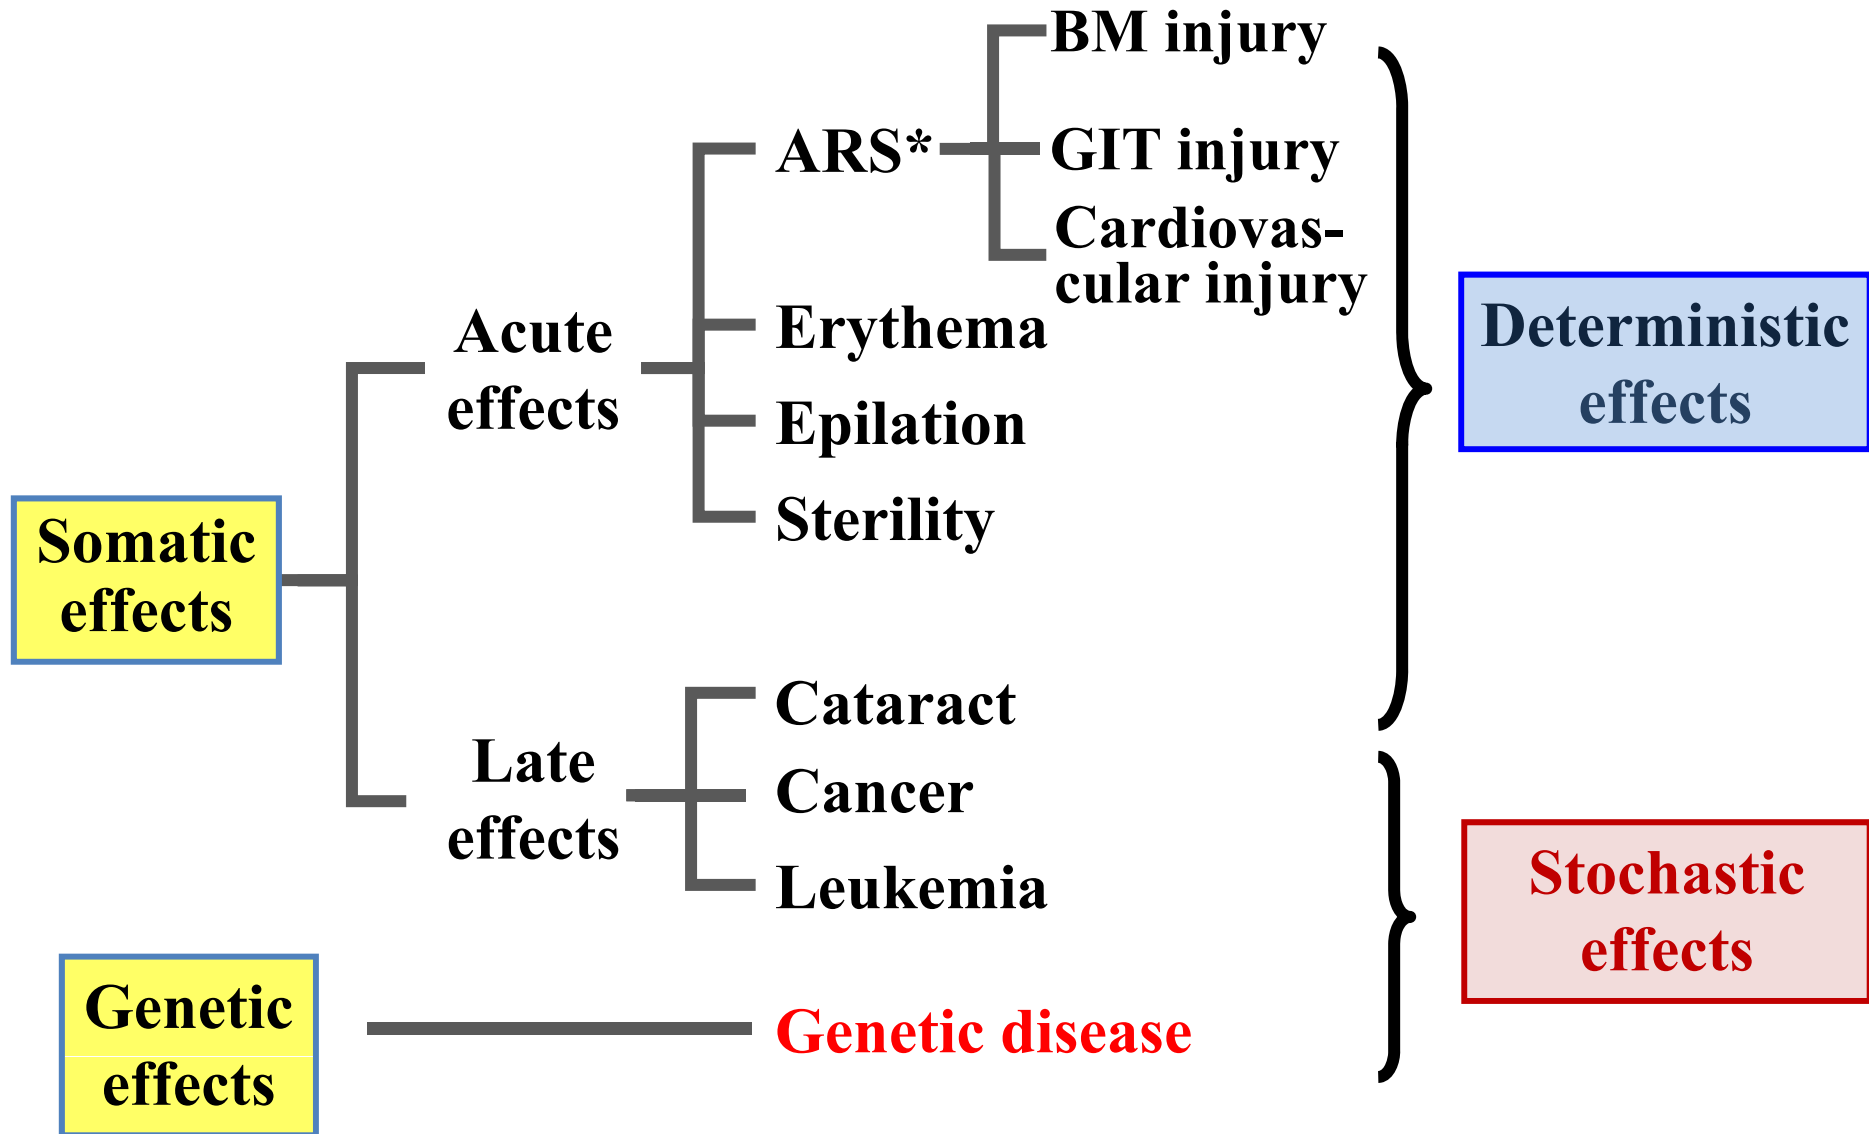 BM injury
ARS*
GIT injury
Cardiovas-
cular injury
Acute
effects
Erythema
Epilation
Sterility
Deterministic
effects
Somatic
effects
Late
effects
Cataract
Cancer
Leukemia
Stochastic
effects
Genetic
effects
Genetic disease